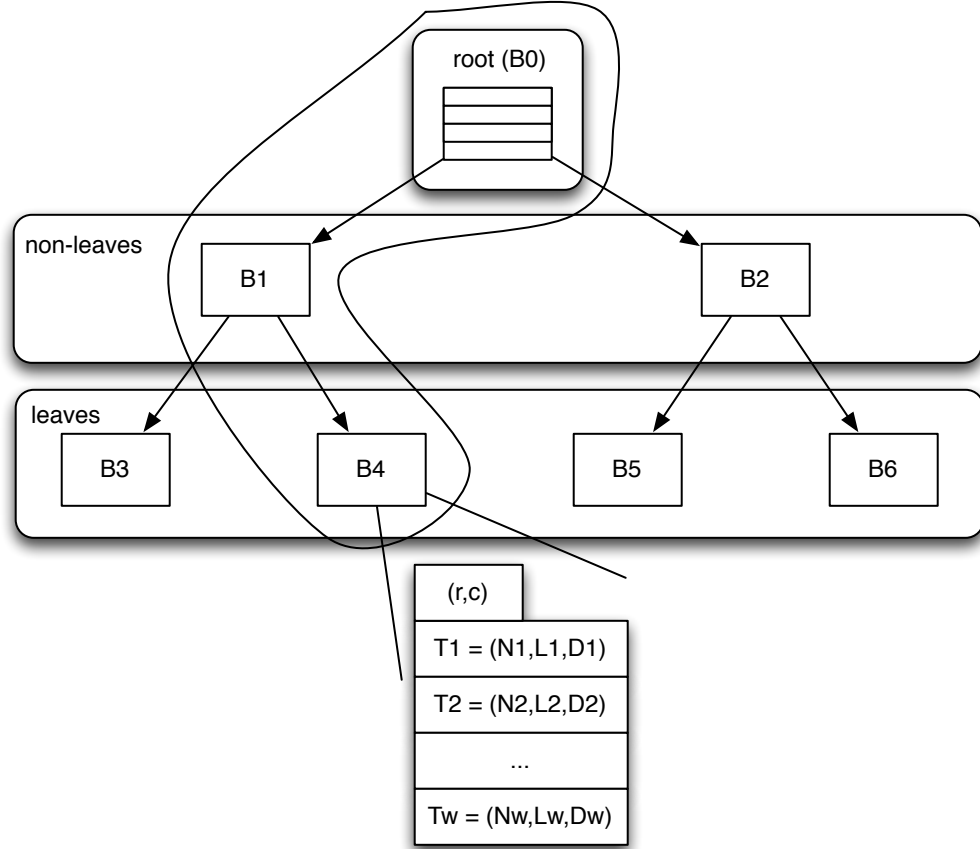 root (B0)
non-leaves
B1
B2
leaves
B3
B4
B5
B6
(r,c)
T1 = (N1,L1,D1)
T2 = (N2,L2,D2)
...
Tw = (Nw,Lw,Dw)